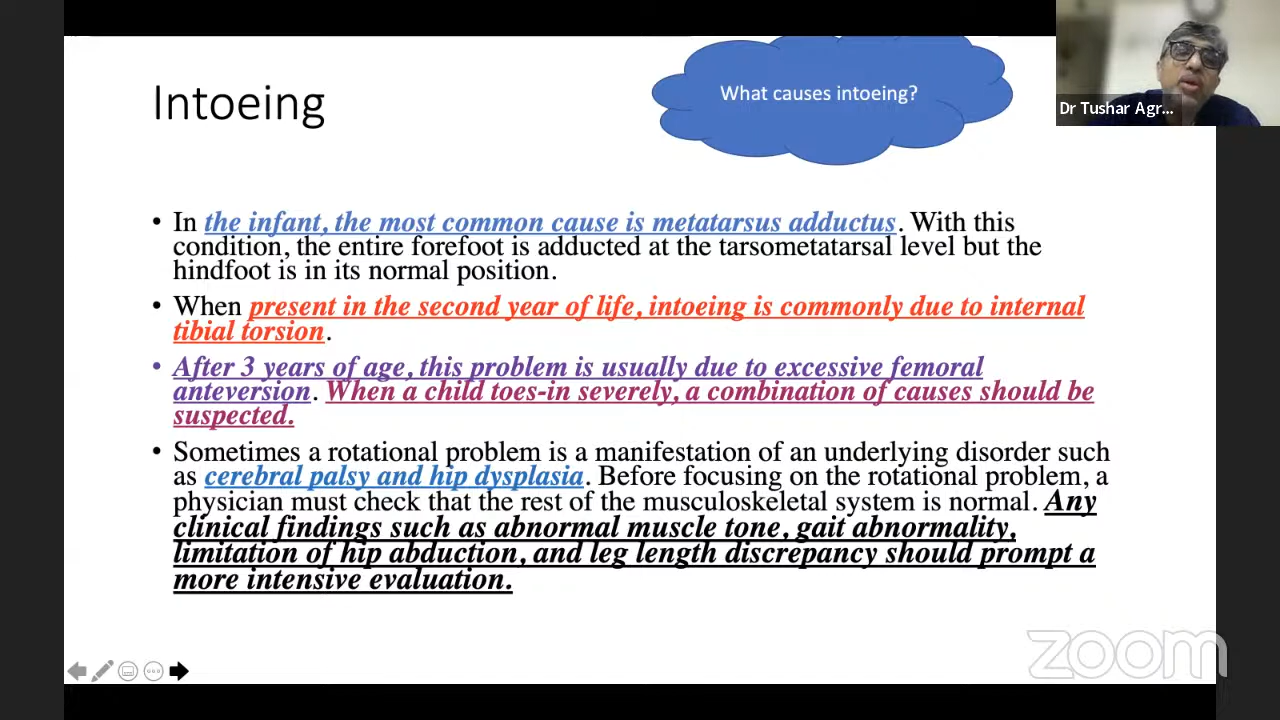 Intoeing
What causes intoeing?
Dr Tushar Agr...
• In the infant, the most common cause is metatarsus adductus. With this
condition, the entire forefoot is adducted at the tarsometatarsal level but the
hindfoot is in its normal position.
• When present in the second year of life, intoeing is commonly due to internal
tibial torsion.
• After 3 years of age, this problem is usually due to excessive femoral
anteversion. When a child toes-in severely, a combination of causes should be
suspected.
• Sometimes a rotational problem is a manifestation of an underlying disorder such
as cerebral palsy and hip dysplasia. Before focusing on the rotational problem, a
physician must check that the rest of the musculoskeletal system is normal. Any
clinical findings such as abnormal muscle tone, gait abnormality,
limitation of hip abduction, and leg length discrepancy should prompt a
more intensive evaluation.
zoom